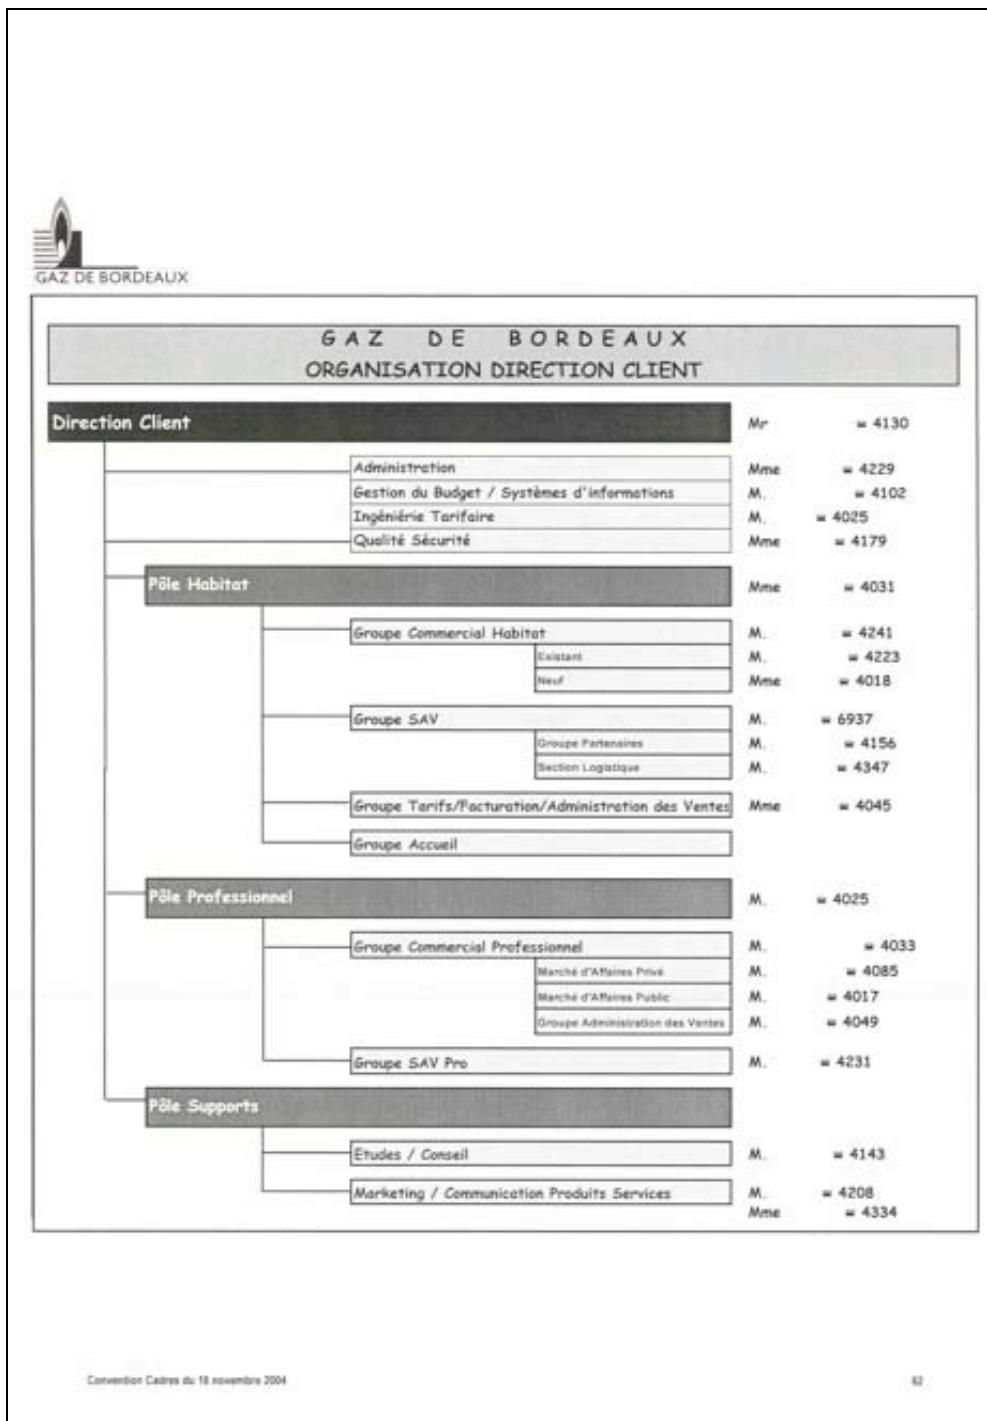 GAZ DE BORDEAUX
GAZ DE BORDEAUX
ORGANISATION DIRECTION CLIENT
Direction Client Mr 4130
Administration Mme 4229
Gestion du Budget / Systèmes d'informations M. 4102
Ingéniérie Tarifaire M. 4025
Qualité Sécurité Mme 4179
Pôle Habitat Mme 4031
Groupe Commercial Habitat M. 4241
Existant M. 4223
Neuf Mme 4018
Groupe SAV M. 6937
Groupe Partenaires M. 4156
Section Logistique M. 4347
Groupe Tarifs/Facturation/Administration des Ventes Mme 4045
Groupe Accueil
Pôle Professionnel M. 4025
Groupe Commercial Professionnel M. 4033
Marché d'Affaires Privé M. 4085
Marché d'Affaires Public M. 4017
Groupe Administration des Ventes M. 4049
Groupe SAV Pro M. 4231
Pôle Supports
Etudes / Conseil M. 4143
Marketing / Communication Produits Services M. 4208
Mme 4334
Convention Cadres du 18 novembre 2004 62